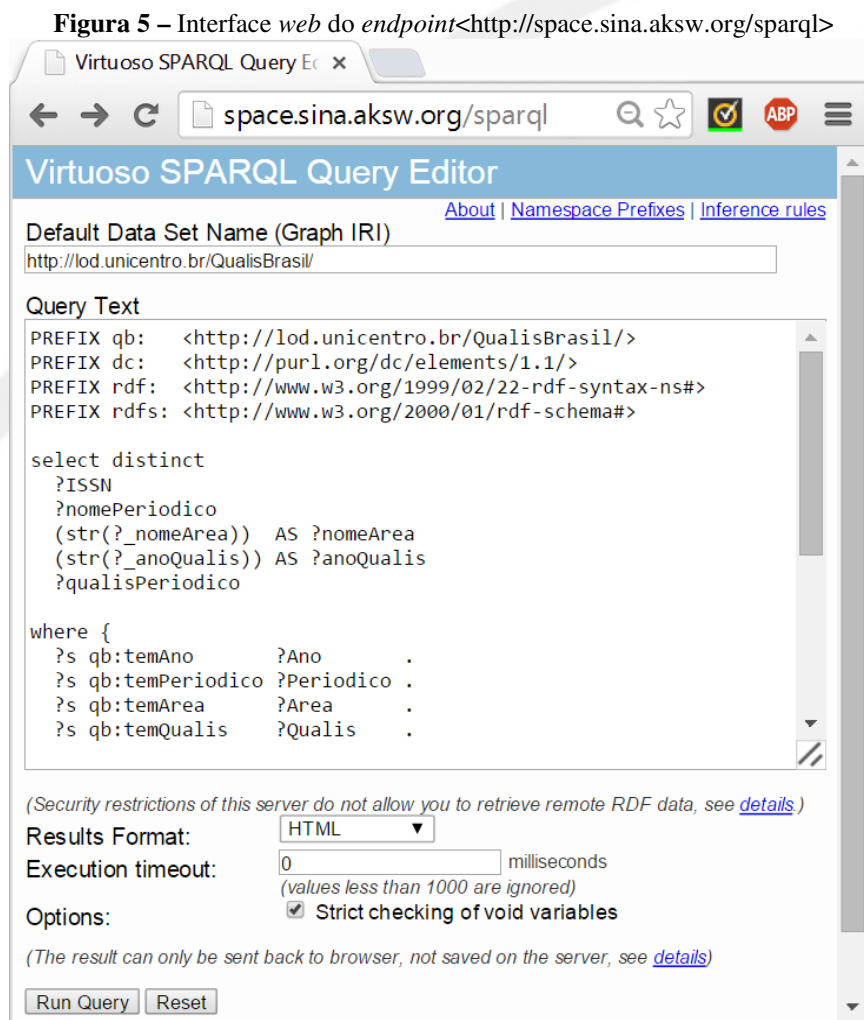 Figura 5 – Interface web do endpoint<http://space.sina.aksw.org/sparql>
Virtuoso SPARQL Query Ec
space.sina.aksw.org/sparql
ABP
Virtuoso SPARQL Query Editor
About | Namespace Prefixes | Inference rules
Default Data Set Name (Graph IRI)
http://lod.unicentro.br/QualisBrasil/
Query Text
PREFIX qb:   <http://lod.unicentro.br/QualisBrasil/>
PREFIX dc:   <http://purl.org/dc/elements/1.1/>
PREFIX rdf:  <http://www.w3.org/1999/02/22-rdf-syntax-ns#>
PREFIX rdfs: <http://www.w3.org/2000/01/rdf-schema#>
select distinct
  ?ISSN
  ?nomePeriodico
  (str(?_nomeArea))  AS ?nomeArea
  (str(?_anoQualis)) AS ?anoQualis
  ?qualisPeriodico
where {
  ?s qb:temAno       ?Ano       .
  ?s qb:temPeriodico ?Periodico .
  ?s qb:temArea      ?Area      .
  ?s qb:temQualis    ?Qualis    .
(Security restrictions of this server do not allow you to retrieve remote RDF data, see details.)
Results Format: HTML
Execution timeout: 0 milliseconds
(values less than 1000 are ignored)
Options: Strict checking of void variables
(The result can only be sent back to browser, not saved on the server, see details)
Run Query Reset